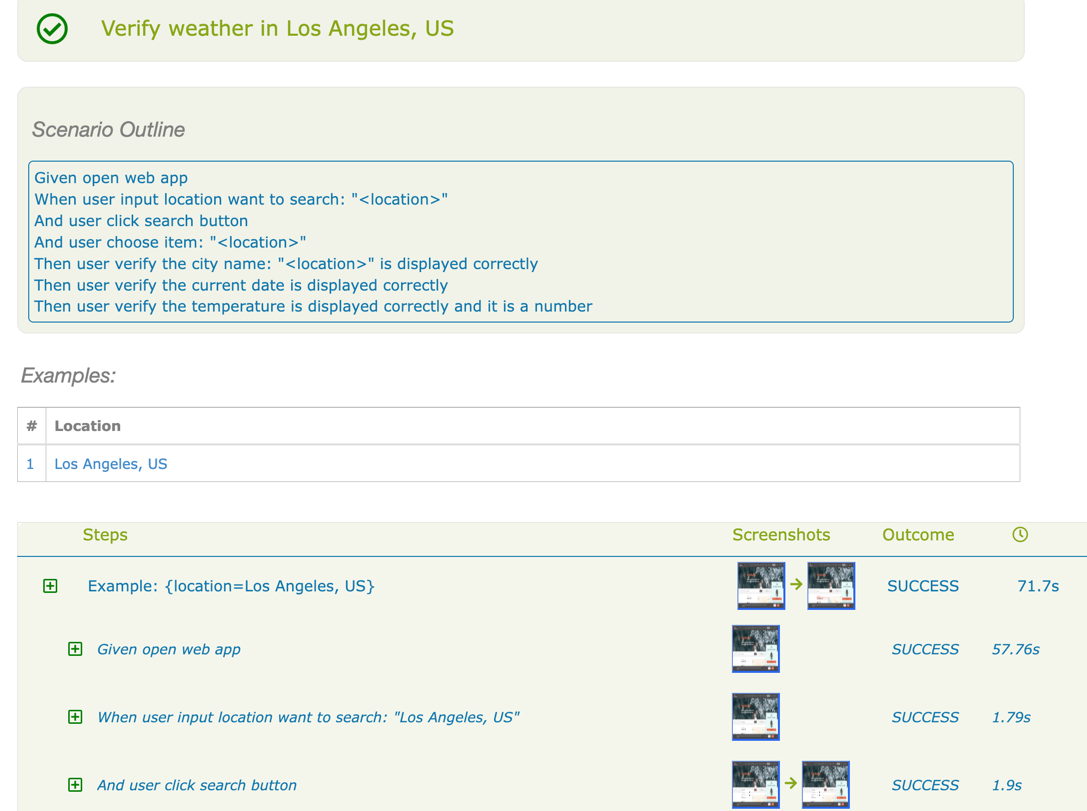 Verify weather in Los Angeles, US
Scenario Outline
Given open web app
When user input location want to search: "<location>"
And user click search button
And user choose item: "<location>"
Then user verify the city name: "<location>" is displayed correctly
Then user verify the current date is displayed correctly
Then user verify the temperature is displayed correctly and it is a number
Examples:
# Location
1 Los Angeles, US
Steps Screenshots Outcome
Example: {location=Los Angeles, US} SUCCESS 71.7s
Given open web app SUCCESS 57.76s
When user input location want to search: "Los Angeles, US" SUCCESS 1.79s
And user click search button SUCCESS 1.9s